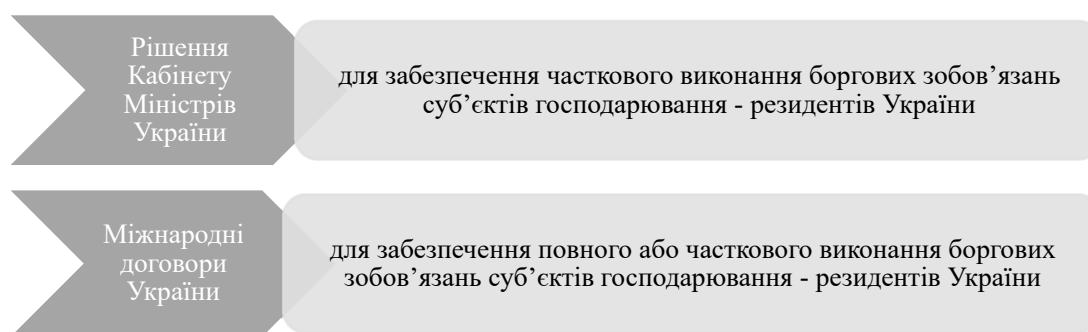 Рішення
Кабінету
Міністрів
України
для забезпечення часткового виконання боргових зобов’язань
суб’єктів господарювання - резидентів України
Міжнародні
договори
України
для забезпечення повного або часткового виконання боргових
зобов’язань суб’єктів господарювання - резидентів України